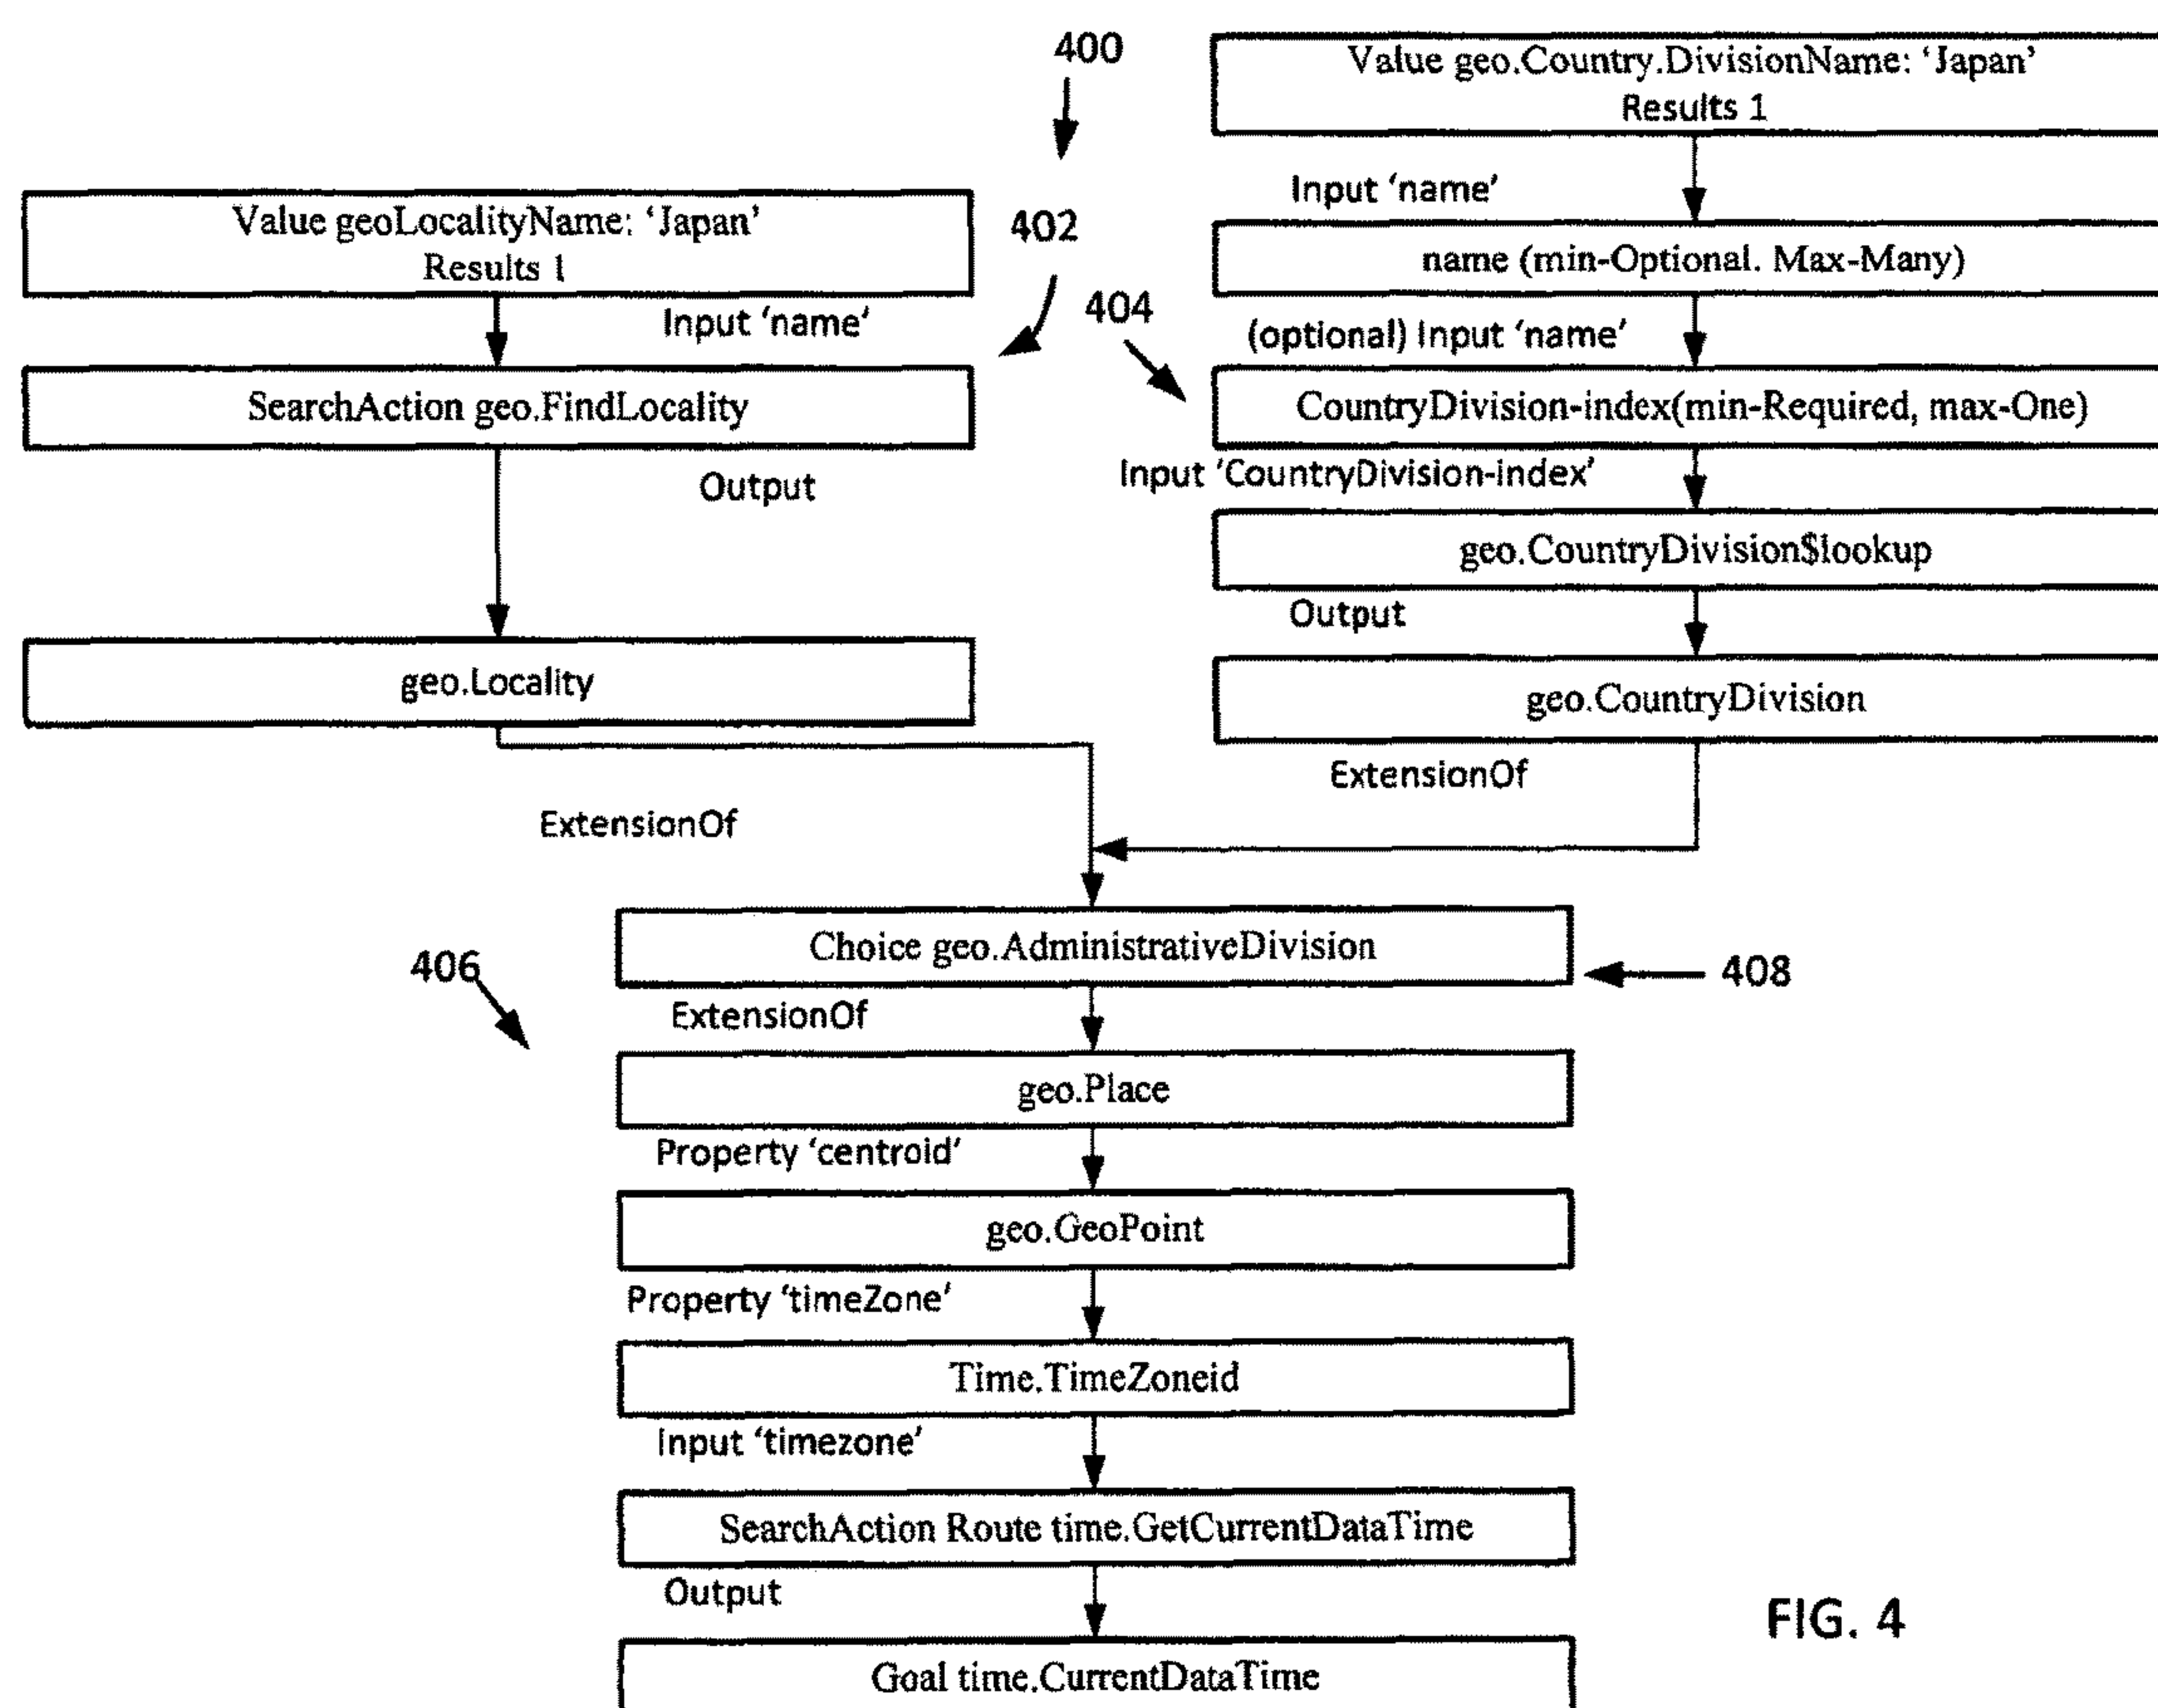 400
Value geo.Country.DivisionName: ‘Japan’
Results 1
Input ‘name’
Value geoLocalityName: ‘Japan’
Results 1
402
name (min-Optional. Max-Many)
Input ‘name’
404
(optional) Input ‘name’
SearchAction geo.FindLocality
CountryDivision-index(min-Required, max-One)
Output
Input ‘CountryDivision-index’
geo.CountryDivision$lookup
Output
geo.Locality
geo.CountryDivision
ExtensionOf
ExtensionOf
Choice geo.AdministrativeDivision
406
408
ExtensionOf
geo.Place
Property ‘centroid’
geo.GeoPoint
Property ‘timeZone’
Time.TimeZoneid
Input ‘timezone’
SearchAction Route time.GetCurrentDataTime
Output
FIG. 4
Goal time.CurrentDataTime